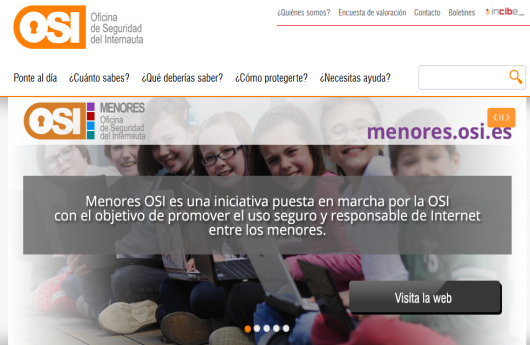 OSI
Oficina
de Seguridad
del Internauta
¿Quiénes somos? Encuesta de valoración Contacto Boletines incibe_
Ponte al día ¿Cuánto sabes? ¿Qué deberías saber? ¿Cómo protegerte? ¿Necesitas ayuda?
OSI
MENORES
Oficina
de Seguridad
del Internauta
menores.osi.es
Menores OSI es una iniciativa puesta en marcha por la OSI
con el objetivo de promover el uso seguro y responsable de Internet
entre los menores.
Visita la web